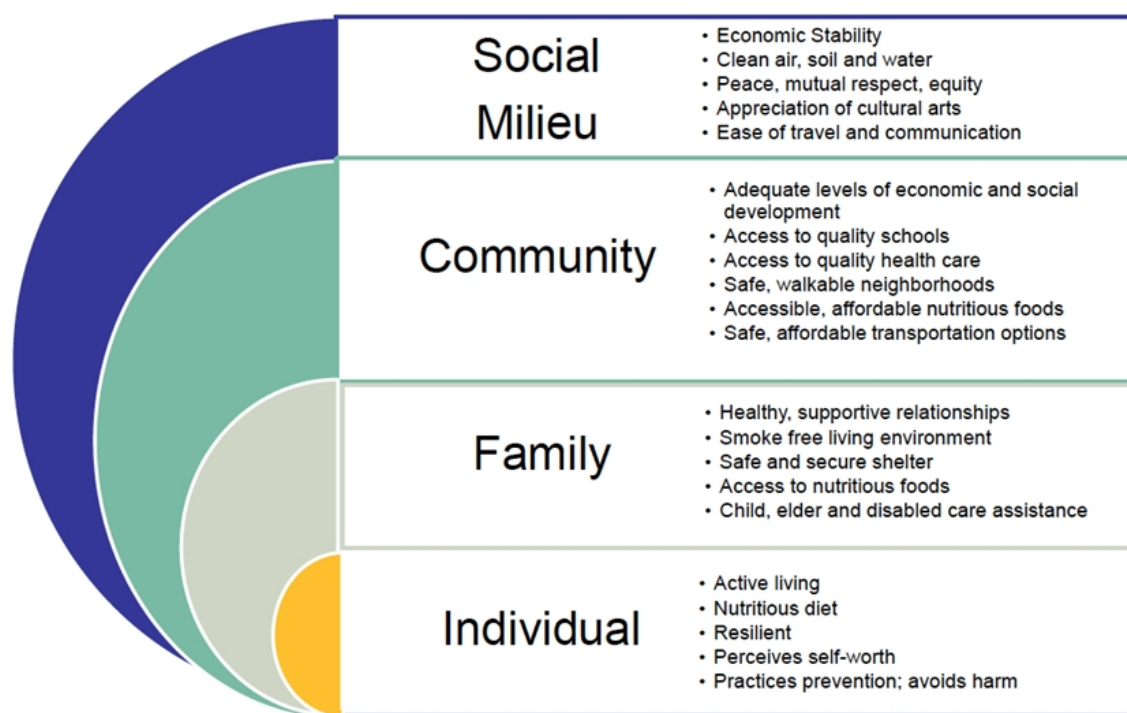 Social
Milieu
• Economic Stability
• Clean air, soil and water
• Peace, mutual respect, equity
• Appreciation of cultural arts
• Ease of travel and communication
Community
• Adequate levels of economic and social
development
• Access to quality schools
• Access to quality health care
• Safe, walkable neighborhoods
• Accessible, affordable nutritious foods
• Safe, affordable transportation options
Family
• Healthy, supportive relationships
• Smoke free living environment
• Safe and secure shelter
• Access to nutritious foods
• Child, elder and disabled care assistance
Individual
• Active living
• Nutritious diet
• Resilient
• Perceives self-worth
• Practices prevention; avoids harm